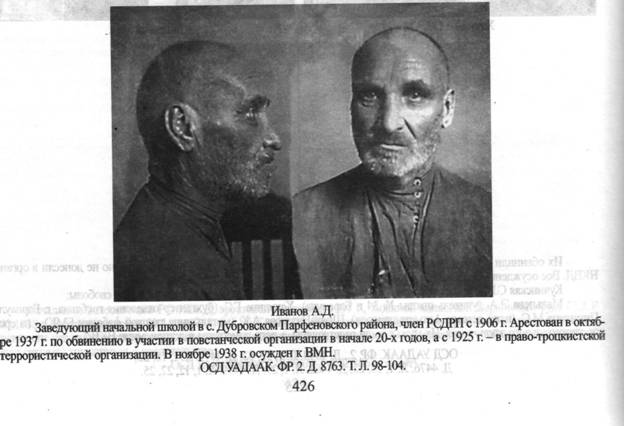 Иванов А.Д.
Заведующий начальной школой в с. Дубровском Парфеновского района, член РСДРП с 1906 г. Арестован в октяб-
ре 1937 г. по обвинению в участии в повстанческой организации в начале 20-х годов, а с 1925 г. – в право-троцкистской
террористической организации. В ноябре 1938 г. осужден к ВМН.
ОСД УАДААК. ФР. 2. Д. 8763. Т. Л. 98-104.
426